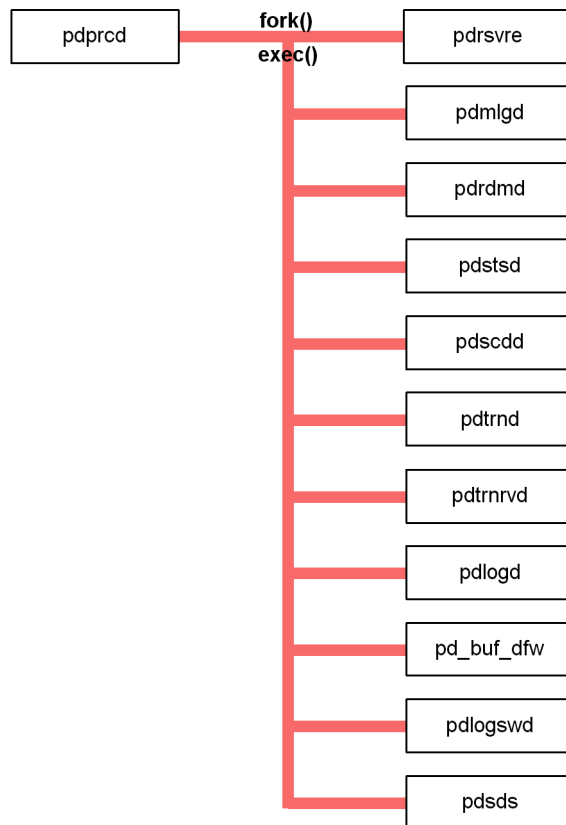 pdprcd
fork()
exec()
pdrsvre
pdmlgd
pdrdmd
pdstsd
pdscdd
pdtrnd
pdtrnrvd
pdlogd
pd_buf_dfw
pdlogswd
pdsds